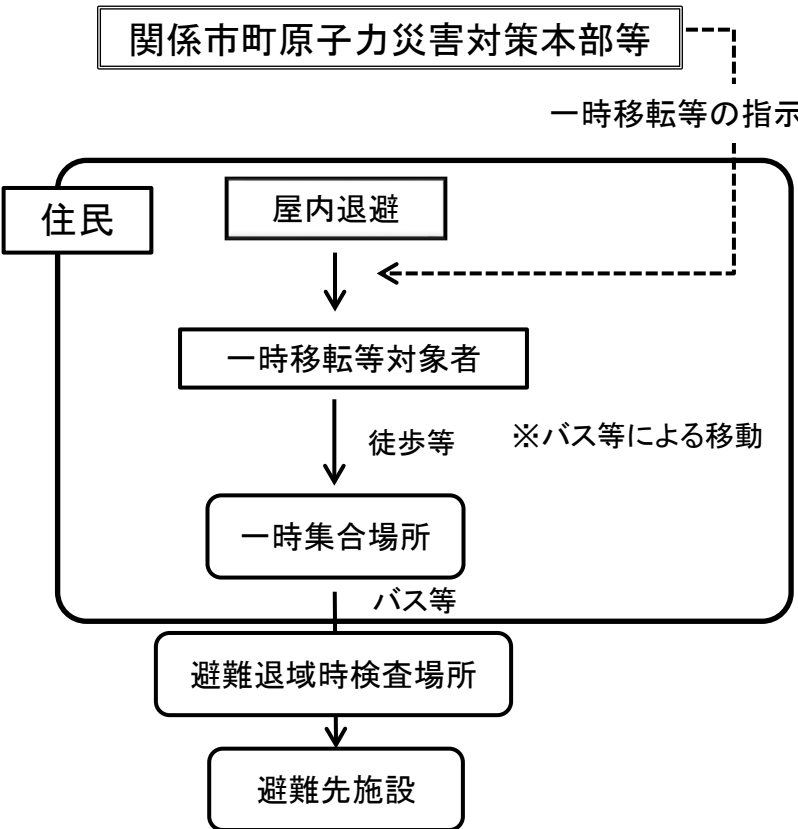 関係市町原子力災害対策本部等
一時移転等の指示
住民
屋内退避
一時移転等対象者
徒歩等
※バス等による移動
一時集合場所
バス等
避難退域時検査場所
避難先施設